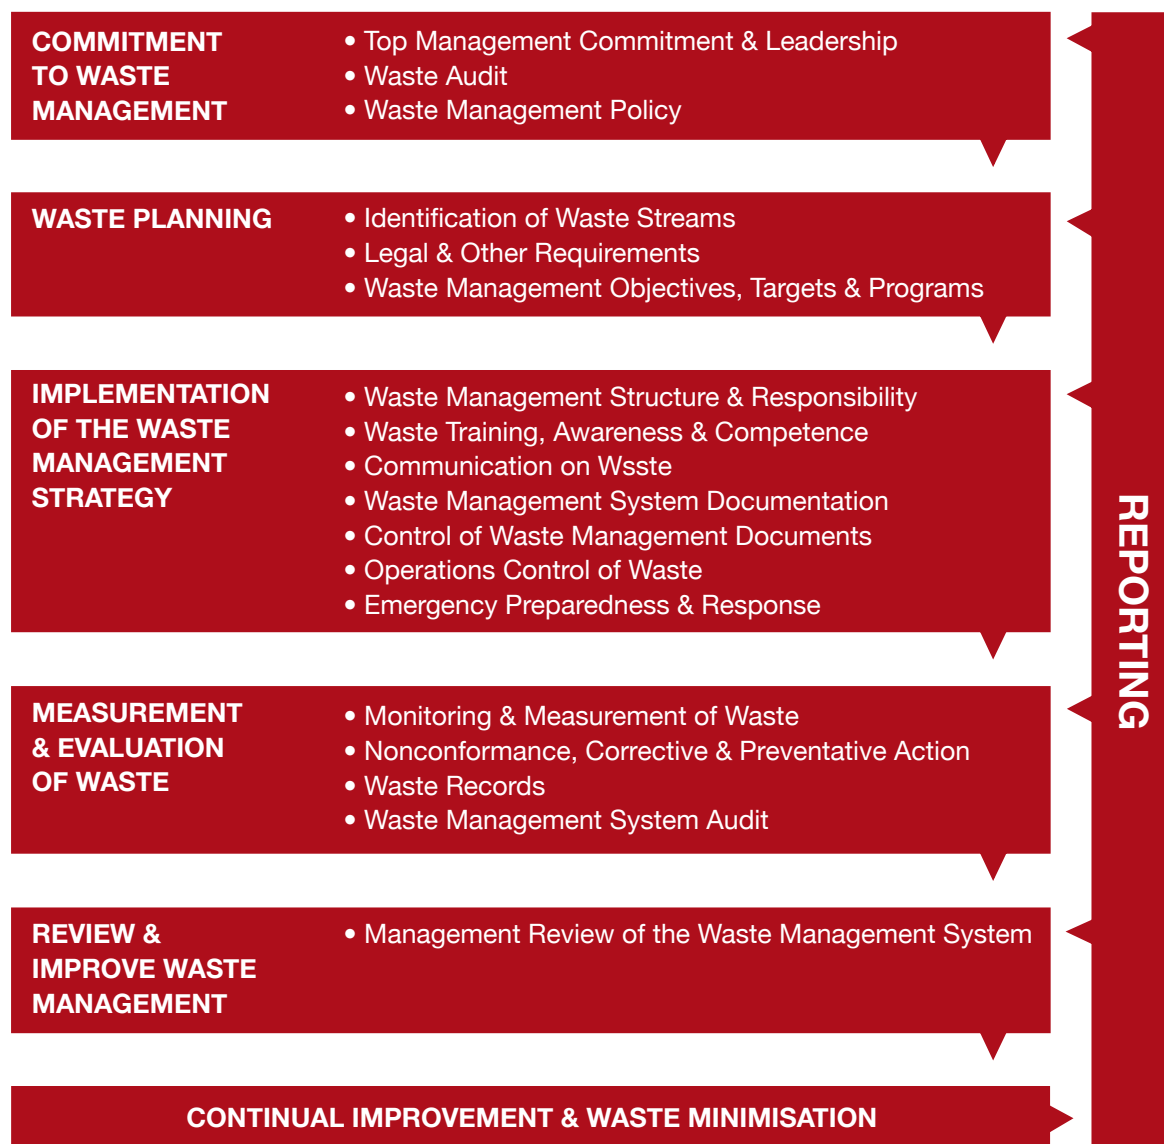 COMMITMENT
TO WASTE
MANAGEMENT
• Top Management Commitment & Leadership
• Waste Audit
• Waste Management Policy
WASTE PLANNING
• Identification of Waste Streams
• Legal & Other Requirements
• Waste Management Objectives, Targets & Programs
IMPLEMENTATION
OF THE WASTE
MANAGEMENT
STRATEGY
• Waste Management Structure & Responsibility
• Waste Training, Awareness & Competence
• Communication on Wsste
• Waste Management System Documentation
• Control of Waste Management Documents
• Operations Control of Waste
• Emergency Preparedness & Response
MEASUREMENT
& EVALUATION
OF WASTE
• Monitoring & Measurement of Waste
• Nonconformance, Corrective & Preventative Action
• Waste Records
• Waste Management System Audit
REVIEW &
IMPROVE WASTE
MANAGEMENT
• Management Review of the Waste Management System
CONTINUAL IMPROVEMENT & WASTE MINIMISATION
REPORTING